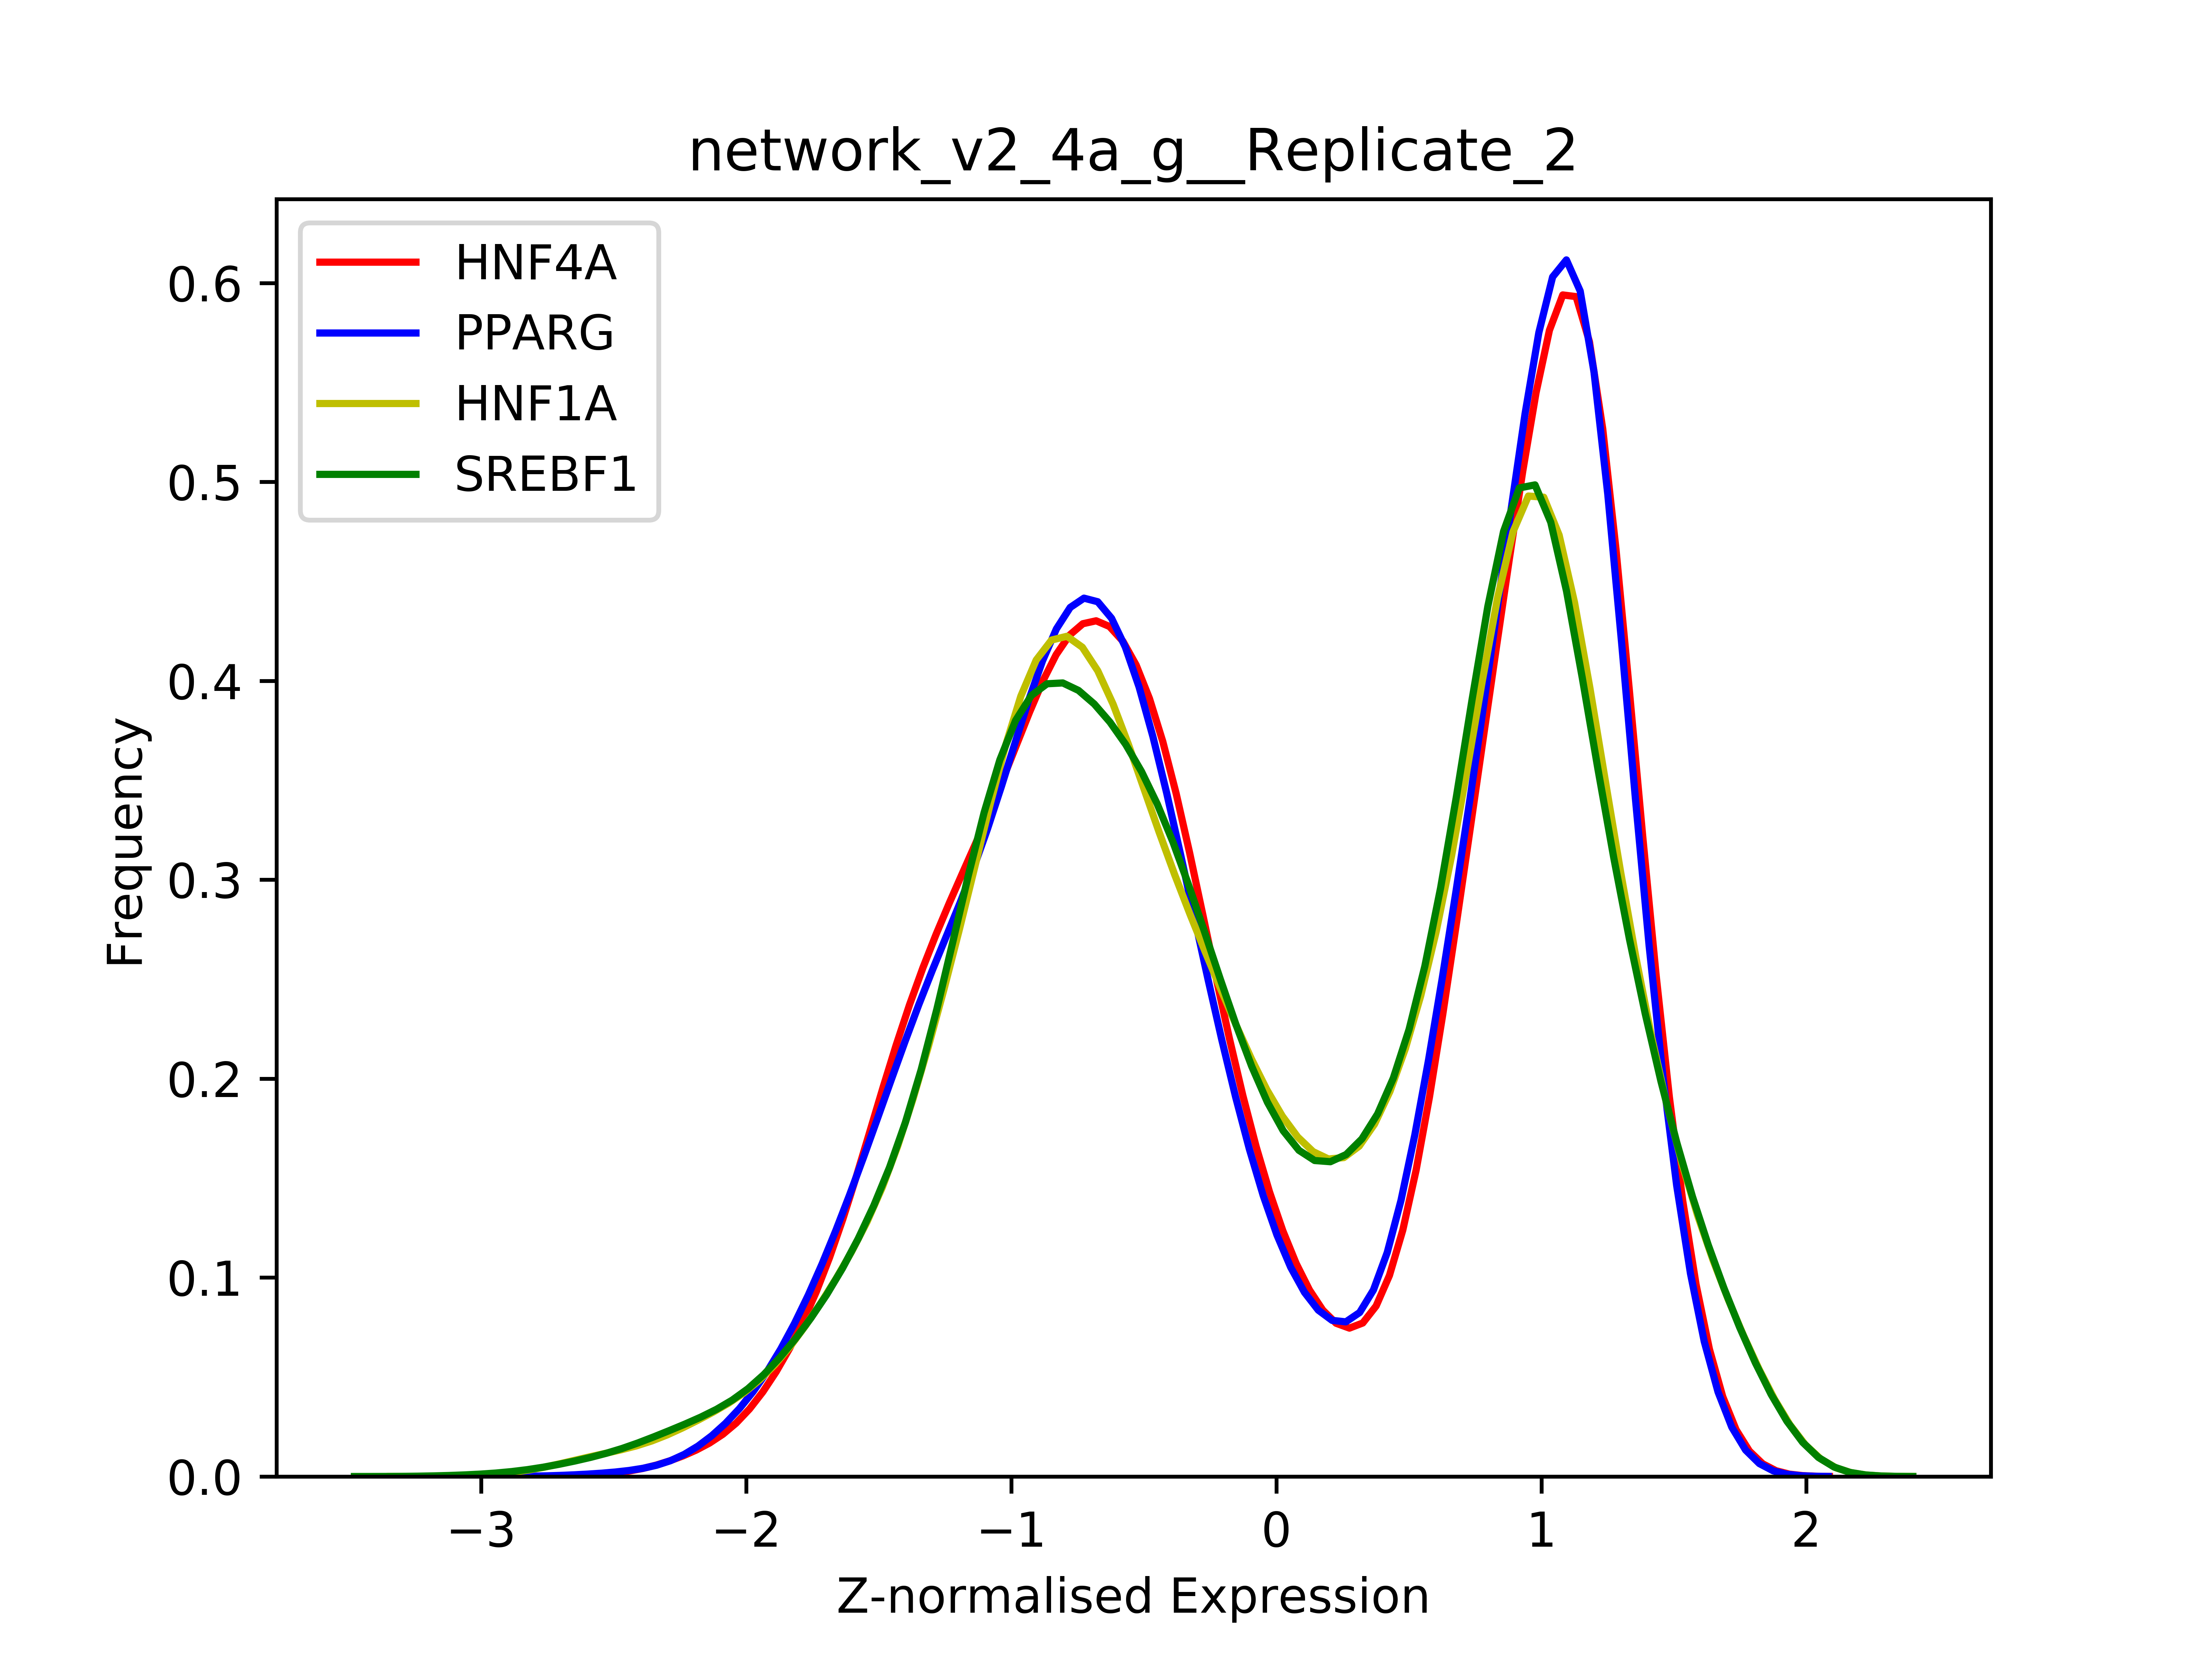 network_v2_4a_g__Replicate_2
HNF4A
PPARG
HNF1A
SREBF1
0.6
0.5
0.4
0.3
0.2
0.1
0.0
Frequency
−3 −2 −1 0 1 2
Z-normalised Expression